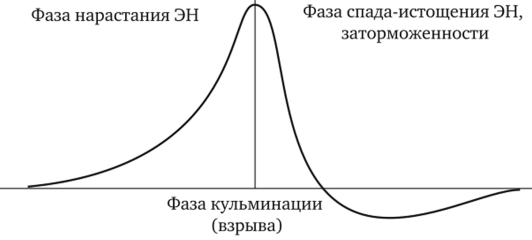 Фаза нарастания ЭН
Фаза спада-истощения ЭН,
заторможенности
Фаза кульминации
(взрыва)